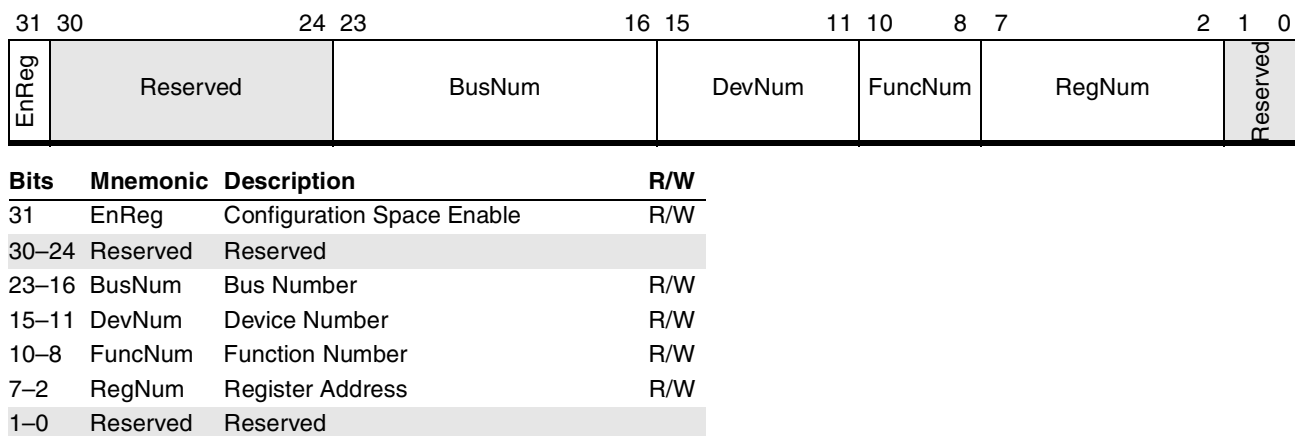 31 30 24 23 16 15 11 10 8 7 2 1 0
EnReg Reserved BusNum DevNum FuncNum RegNum Reserved
Bits Mnemonic Description R/W
31 EnReg Configuration Space Enable R/W
30–24 Reserved Reserved
23–16 BusNum Bus Number R/W
15–11 DevNum Device Number R/W
10–8 FuncNum Function Number R/W
7–2 RegNum Register Address R/W
1–0 Reserved Reserved